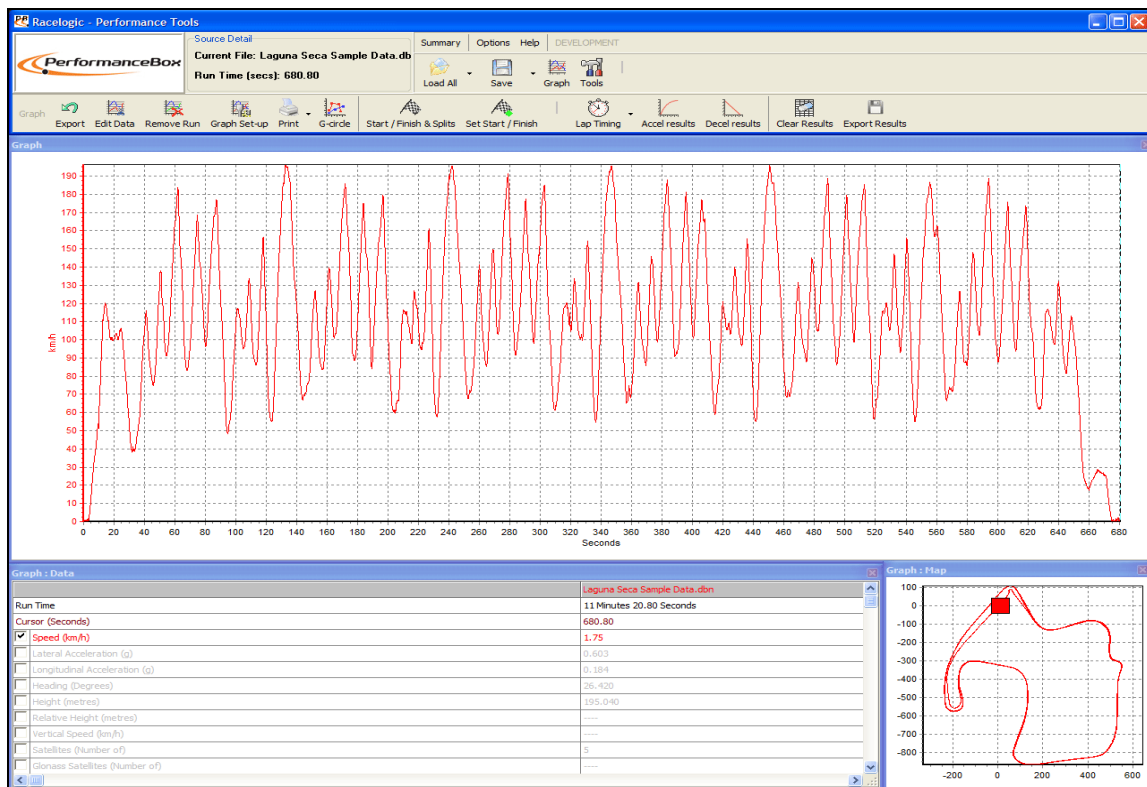 Racelogic - Performance Tools
PerformanceBox
Source Detail
Current File: Laguna Seca Sample Data.db
Run Time (secs): 680.80
Summary Options Help DEVELOPMENT
Load All Save Graph Tools
Graph Export Edit Data Remove Run Graph Set-up Print G-circle Start / Finish & Splits Set Start / Finish Lap Timing Accel results Decel results Clear Results Export Results
Graph
190
180
170
160
150
140
130
120
110
100
90
80
70
60
50
40
30
20
10
0
km/h
0 20 40 60 80 100 120 140 160 180 200 220 240 260 280 300 320 340 360 380 400 420 440 460 480 500 520 540 560 580 600 620 640 660 680
Seconds
Graph : Data
Laguna Seca Sample Data.dbn
Run Time 11 Minutes 20.80 Seconds
Cursor (Seconds) 680.80
Speed (km/h) 1.75
Lateral Acceleration (g) 0.603
Longitudinal Acceleration (g) 0.184
Heading (Degrees) 26.420
Height (metres) 195.040
Relative Height (metres) ----
Vertical Speed (km/h) ----
Satellites (Number of) 5
Glonass Satellites (Number of) ----
Graph : Map
100
0
-100
-200
-300
-400
-500
-600
-700
-800
-200 0 200 400 600